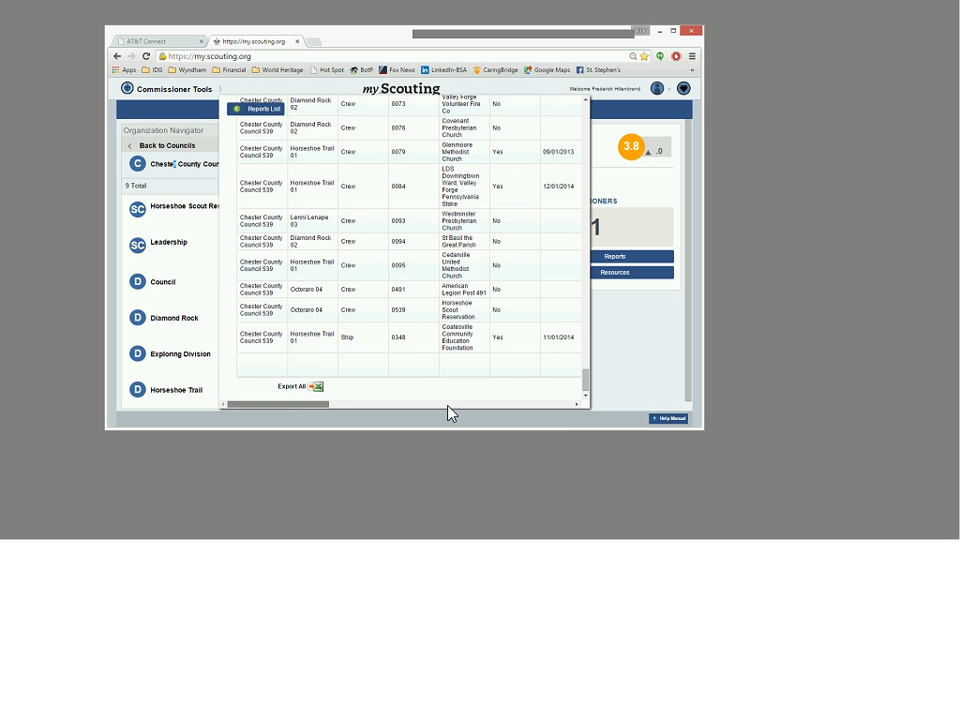 AT&T Connect
https://my.scouting.org
https://my.scouting.org
Apps IDG Wyndham Financial World Heritage Hot Spot BotP Fox News LinkedIn-BSA CaringBridge Google Maps St. Stephen's »
Commissioner Tools
myScouting
Welcome Frederick Hillenbrand
Organization Navigator
Back to Councils
C Chester County Coun
9 Total
SC Horseshoe Scout Res
SC Leadership
D Council
D Diamond Rock
D Exploring Division
D Horseshoe Trail
Reports List
Chester County Diamond Rock 02 Crew 0073 Valley Forge Volunteer Fire Co No
Chester County Council 539 Diamond Rock 02 Crew 0076 Covenant Presbyterian Church No
Chester County Council 539 Horseshoe Trail 01 Crew 0079 Glenmoore Methodist Church Yes 09/01/2013
Chester County Council 539 Horseshoe Trail 01 Crew 0084 LDS Downingtown Ward, Valley Forge Pennsylvania Stake Yes 12/01/2014
Chester County Council 539 Lenni Lenape 03 Crew 0093 Westminster Presbyterian Church No
Chester County Council 539 Diamond Rock 02 Crew 0094 St Basil the Great Parish No
Chester County Council 539 Horseshoe Trail 01 Crew 0095 Cedarville United Methodist Church No
Chester County Council 539 Octoraro 04 Crew 0491 American Legion Post 491 No
Chester County Council 539 Octoraro 04 Crew 0539 Horseshoe Scout Reservation No
Chester County Council 539 Horseshoe Trail 01 Ship 0348 Coatesville Community Education Foundation Yes 11/01/2014
Export All
3.8 .0
IONERS
1
Reports
Resources
? Help Manual